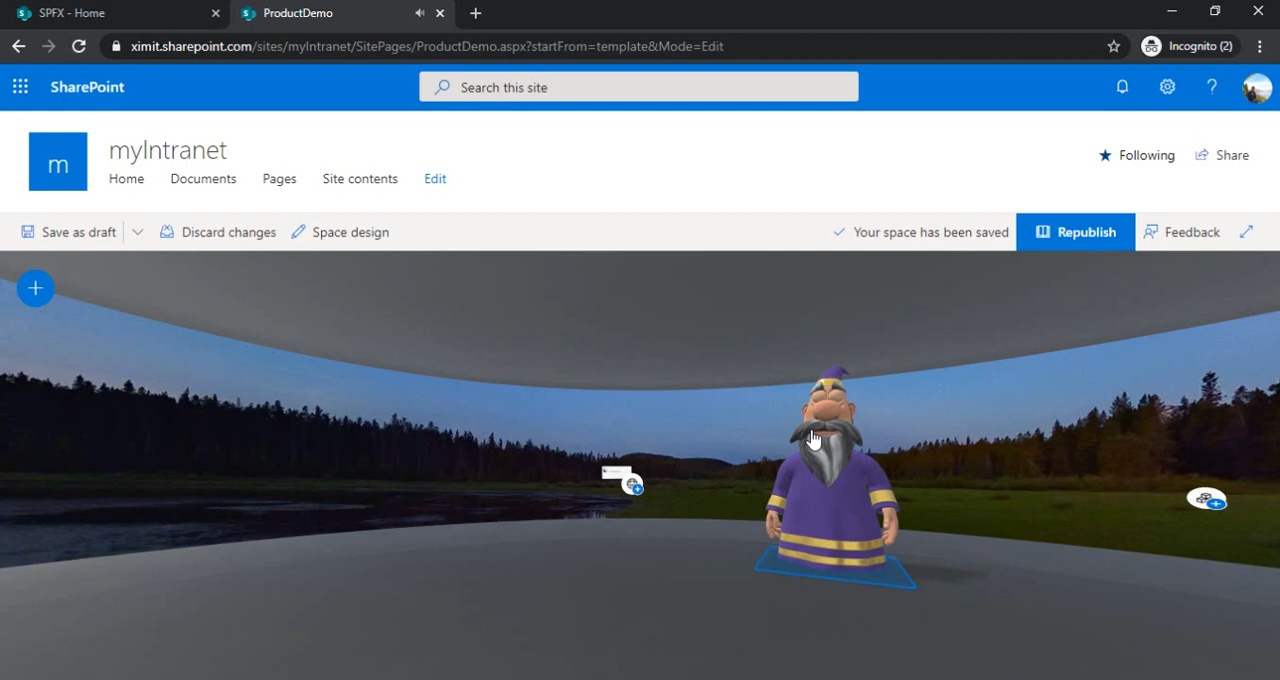 SPFX - Home
ProductDemo
ximit.sharepoint.com/sites/myIntranet/SitePages/ProductDemo.aspx?startFrom=template&Mode=Edit
Incognito (2)
SharePoint
Search this site
m
myIntranet
Following
Share
Home
Documents
Pages
Site contents
Edit
Save as draft
Discard changes
Space design
Your space has been saved
Republish
Feedback